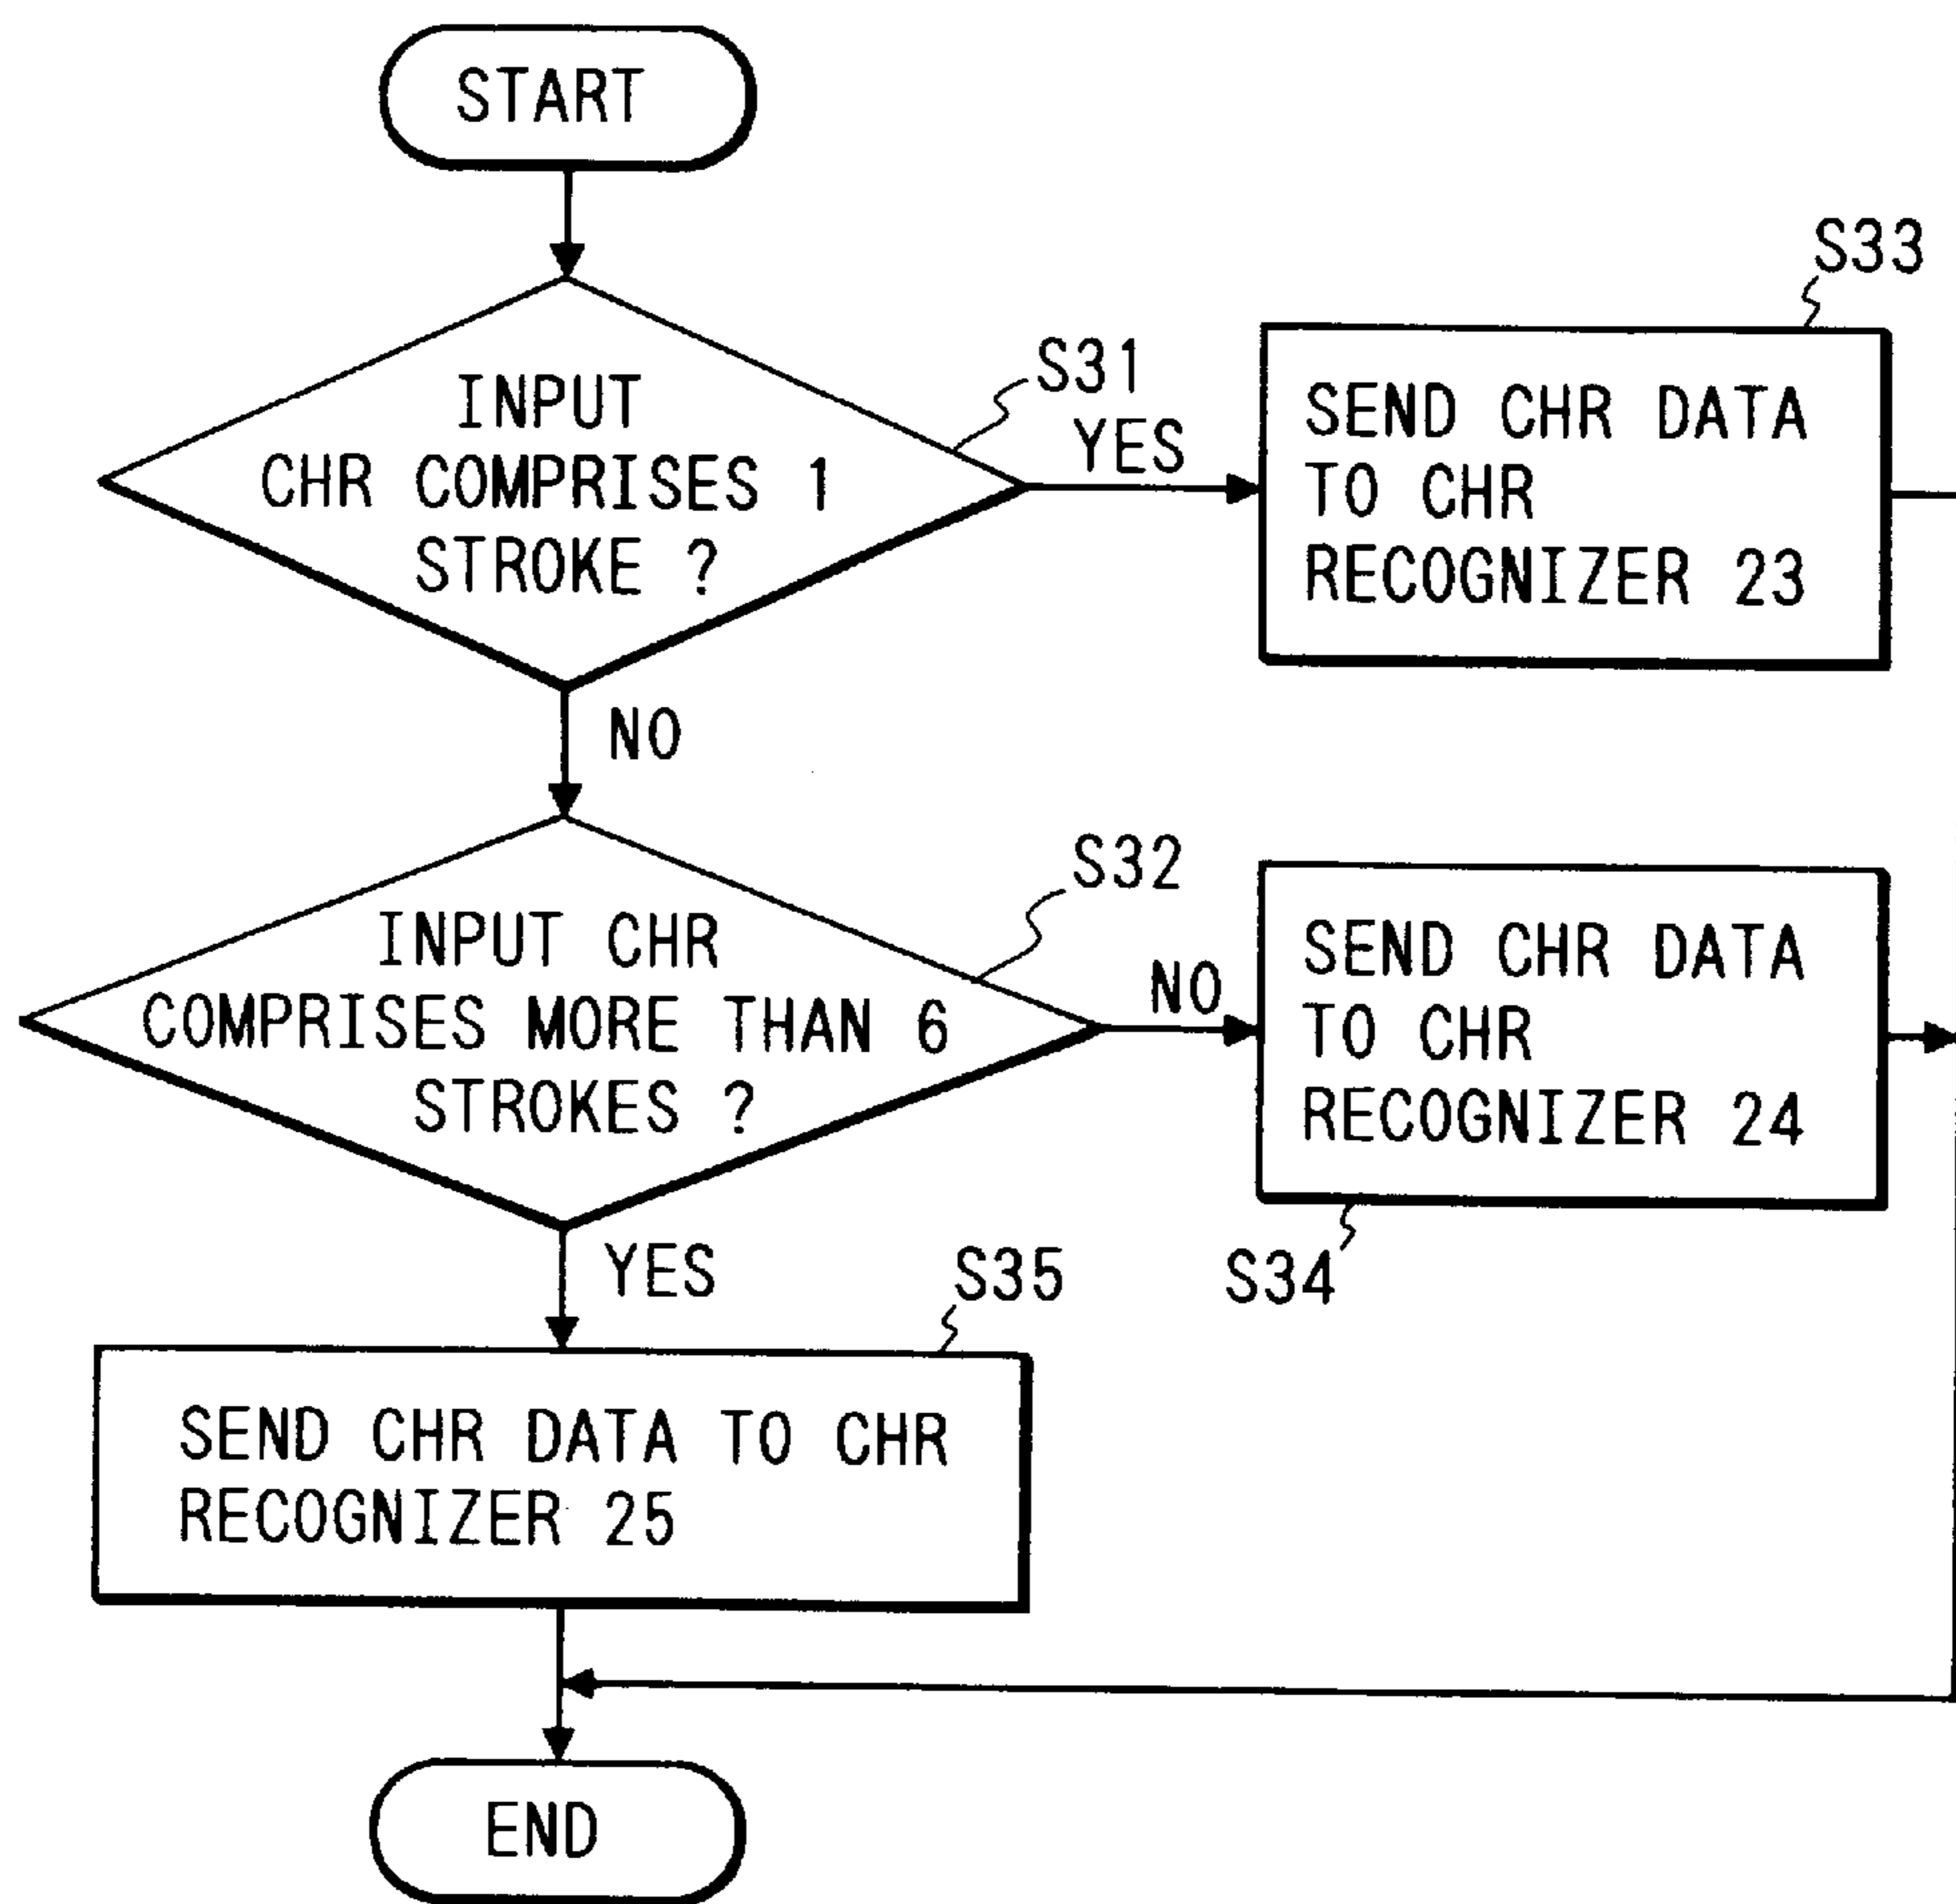 START
S31
INPUT
CHR COMPRISES 1
STROKE ?
YES
S33
SEND CHR DATA
TO CHR
RECOGNIZER 23
NO
S32
INPUT CHR
COMPRISES MORE THAN 6
STROKES ?
NO
SEND CHR DATA
TO CHR
RECOGNIZER 24
S34
YES
S35
SEND CHR DATA TO CHR
RECOGNIZER 25
END